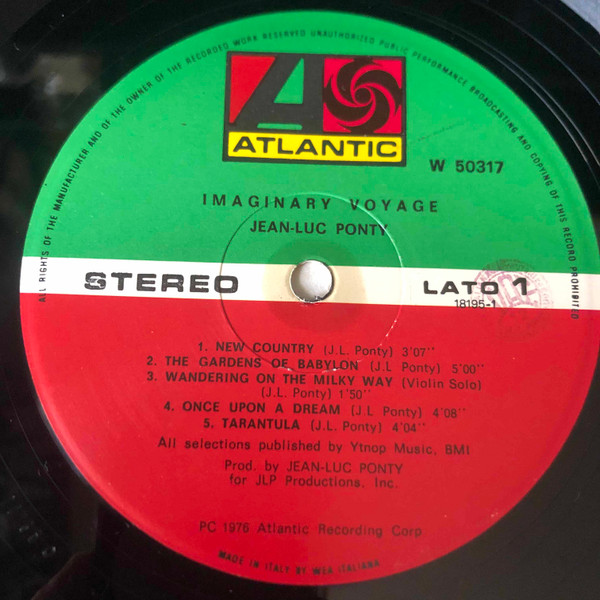 ALL RIGHTS OF THE MANUFACTURER AND OF THE OWNER OF THE RECORDED WORK RESERVED UNAUTHORIZED PUBLIC PERFORMANCE BROADCASTING AND COPYING OF THIS RECORD PROHIBITED
A
ATLANTIC
W 50317
IMAGINARY VOYAGE
JEAN-LUC PONTY
STEREO
LATO 1
18195-1
1. NEW COUNTRY (J.L. Ponty) 3'07''
2. THE GARDENS OF BABYLON (J.L Ponty) 5'00''
3. WANDERING ON THE MILKY WAY (Violin Solo)
(J.L. Ponty) 1'50''
4. ONCE UPON A DREAM (J.L Ponty) 4'08''
5. TARANTULA (J.L. Ponty) 4'04''
All selections published by Ytnop Music, BMI
Prod. by JEAN-LUC PONTY
for JLP Productions, Inc.
PC 1976 Atlantic Recording Corp
MADE IN ITALY BY WEA ITALIANA